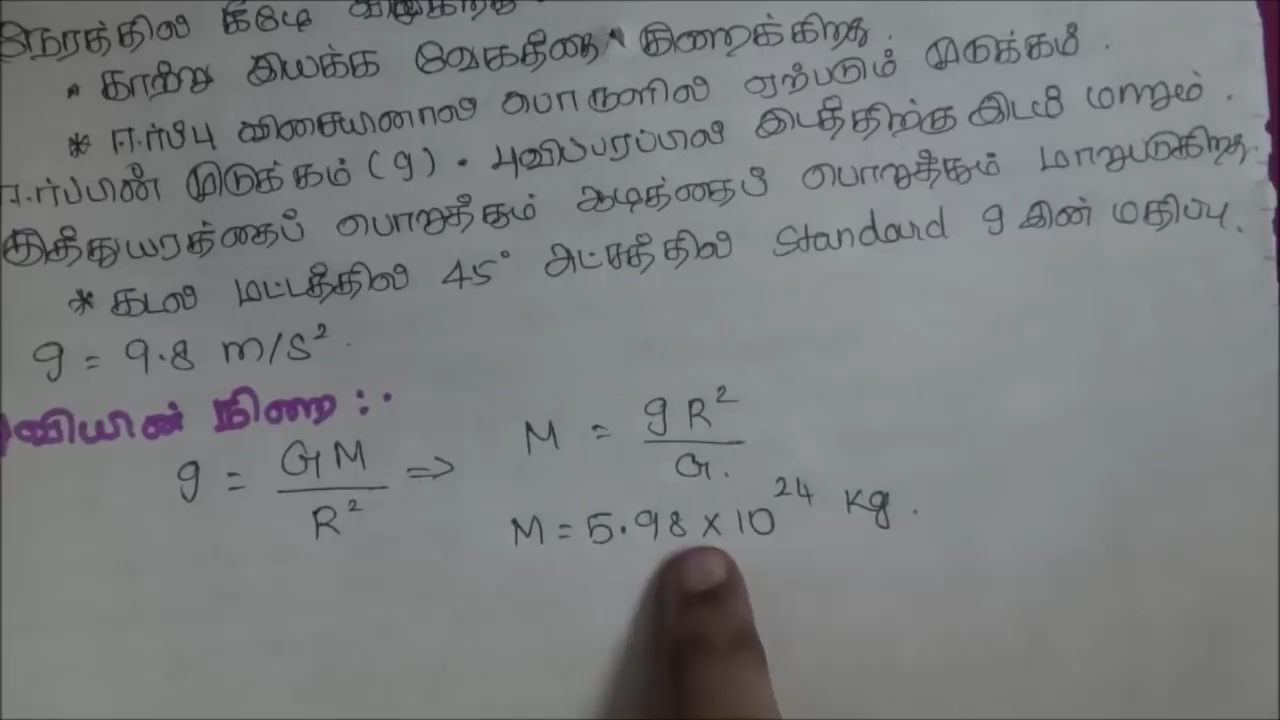 நேரத்தில் கீழே
* காற்று இயக்க வேகத்தை குறைக்கிறது.
* ஈர்ப்பு விசையினால் பொருளில் ஏற்படும் முடுக்கம்.
ஈர்ப்பின் முடுக்கம் (g). புவிப்பரப்பில் இடத்திற்கு இடம் மாறும்.
குத்துயரத்தைப் பொறுத்தும் ஆழத்தைப் பொறுத்தும் மாறுபடுகிறது.
* கடல் மட்டத்தில் 45° அட்சத்தில் Standard g இன் மதிப்பு.
g = 9.8 m/s²
புவியின் நிறை :.
g = GM / R² ⇒ M = gR² / G.
M = 5.98 × 10²⁴ kg.